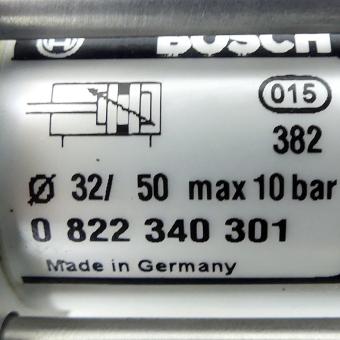 BOSCH
015
382
Ø 32/ 50 max 10 bar
0 822 340 301
Made in Germany